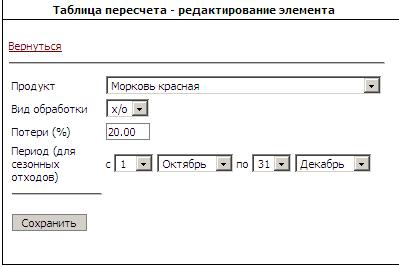 Таблица пересчета - редактирование элемента
Вернуться
Продукт Морковь красная
Вид обработки х/о
Потери (%) 20.00
Период (для
сезонных с 1 Октябрь по 31 Декабрь
отходов)
Сохранить